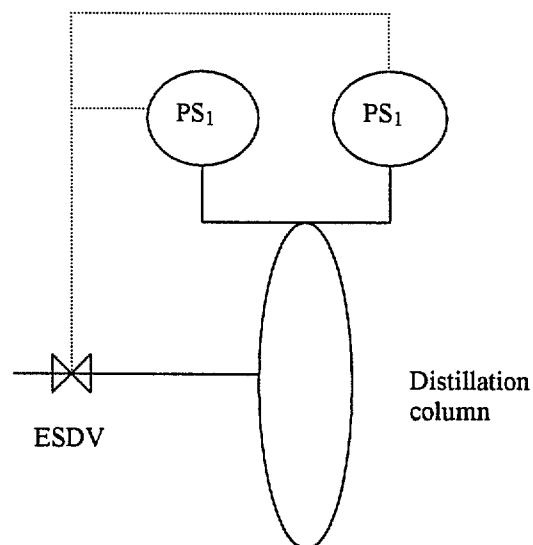 PS₁
PS₁
Distillation
column
ESDV